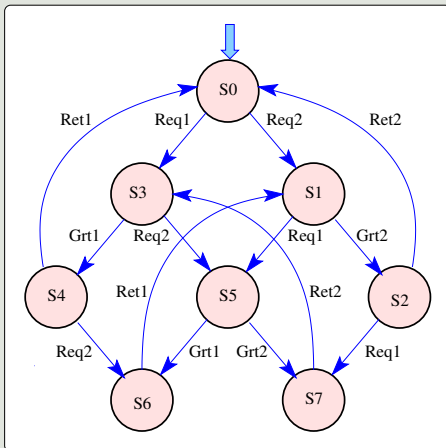 S0
Ret1
Req1
Req2
Ret2
S3
S1
Grt1
Req2
Req1
Grt2
Ret1
Ret2
S4
S5
S2
Req2
Grt1
Grt2
Req1
S6
S7